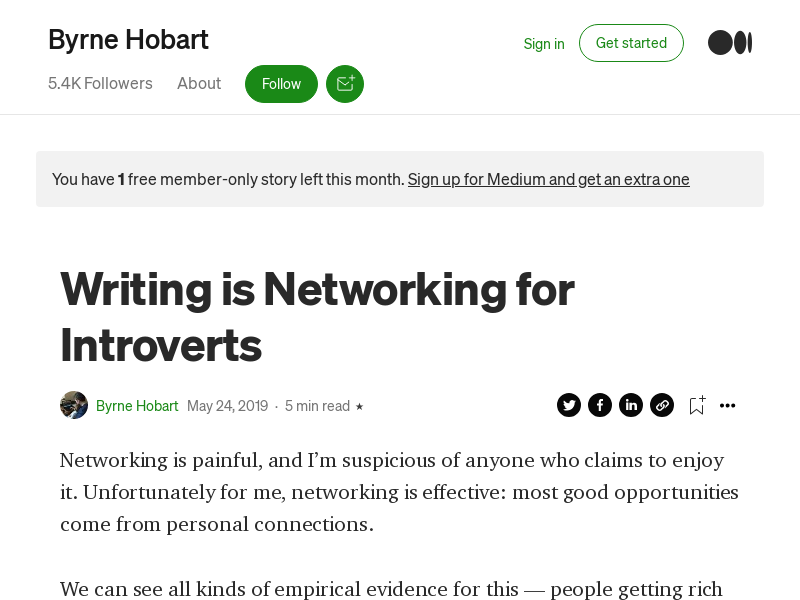 Byrne Hobart
5.4K Followers About Follow
Sign in Get started
You have 1 free member-only story left this month. Sign up for Medium and get an extra one
Writing is Networking for
Introverts
Byrne Hobart May 24, 2019 · 5 min read ★
Networking is painful, and I’m suspicious of anyone who claims to enjoy
it. Unfortunately for me, networking is effective: most good opportunities
come from personal connections.
We can see all kinds of empirical evidence for this — people getting rich